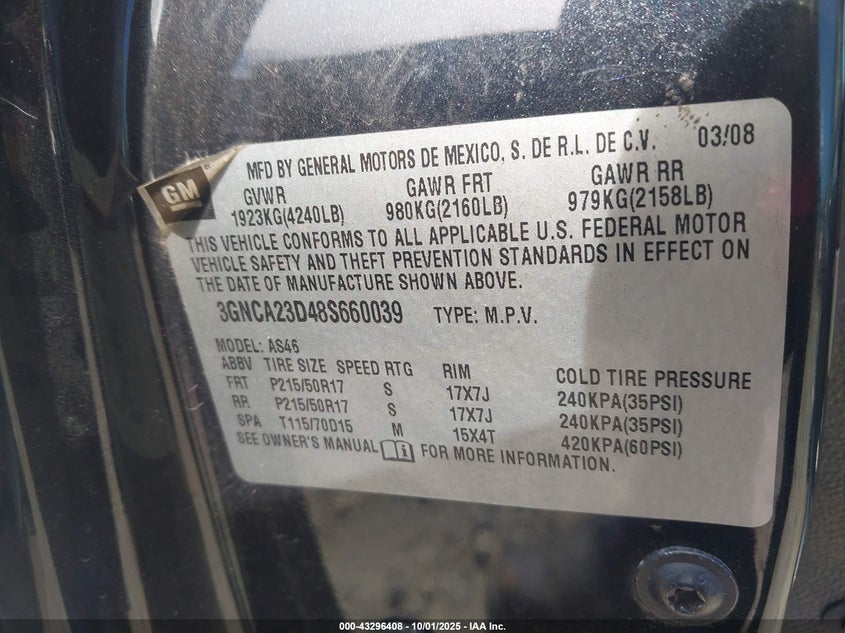 MFD BY GENERAL MOTORS DE MEXICO, S. DE R.L. DE C.V. 03/08
GM
GVWR GAWR FRT GAWR RR
1923KG(4240LB) 980KG(2160LB) 979KG(2158LB)
THIS VEHICLE CONFORMS TO ALL APPLICABLE U.S. FEDERAL MOTOR
VEHICLE SAFETY AND THEFT PREVENTION STANDARDS IN EFFECT ON
THE DATE OF MANUFACTURE SHOWN ABOVE.
3GNCA23D48S660039 TYPE: M.P.V.
MODEL: AS46
ABBV TIRE SIZE SPEED RTG RIM COLD TIRE PRESSURE
FRT P215/50R17 S 17X7J 240KPA(35PSI)
RR P215/50R17 S 17X7J 240KPA(35PSI)
SPA T115/70D15 M 15X4T 420KPA(60PSI)
SEE OWNER'S MANUAL i FOR MORE INFORMATION.
000-43296408 - 10/01/2025 - IAA Inc.